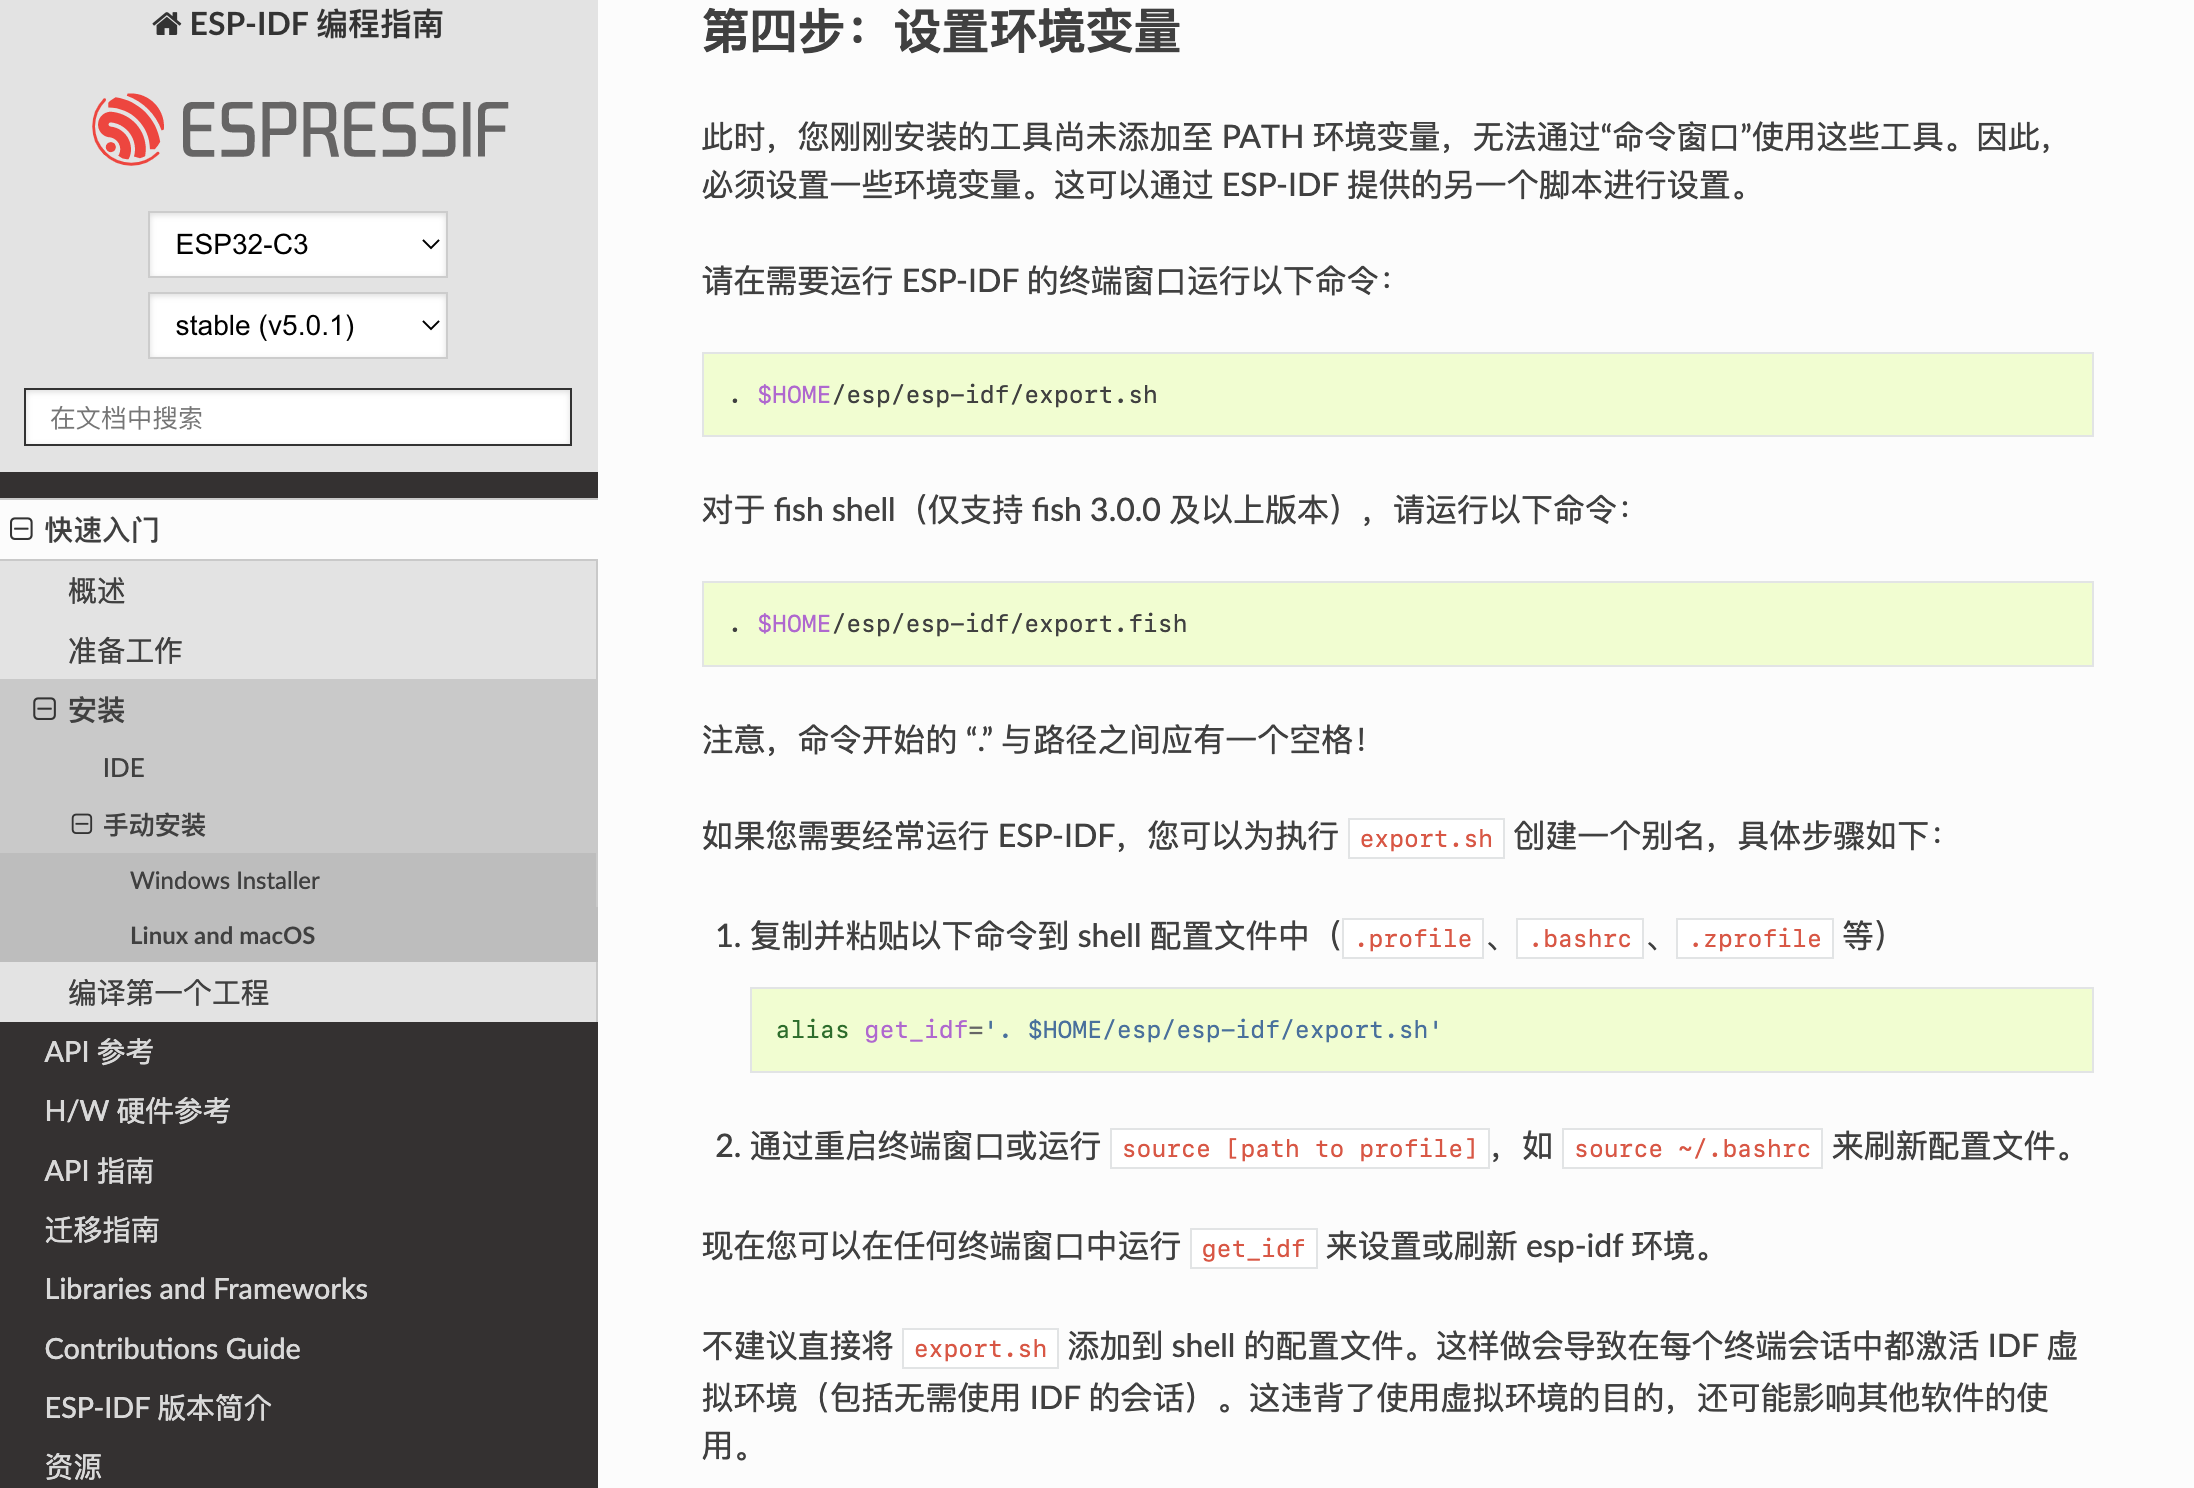 ESP-IDF 编程指南
ESPRESSIF
ESP32-C3
stable (v5.0.1)
在文档中搜索
快速入门
概述
准备工作
安装
IDE
手动安装
Windows Installer
Linux and macOS
编译第一个工程
API 参考
H/W 硬件参考
API 指南
迁移指南
Libraries and Frameworks
Contributions Guide
ESP-IDF 版本简介
资源
第四步：设置环境变量
此时，您刚刚安装的工具尚未添加至 PATH 环境变量，无法通过“命令窗口”使用这些工具。因此，
必须设置一些环境变量。这可以通过 ESP-IDF 提供的另一个脚本进行设置。
请在需要运行 ESP-IDF 的终端窗口运行以下命令：
. $HOME/esp/esp-idf/export.sh
对于 fish shell（仅支持 fish 3.0.0 及以上版本），请运行以下命令：
. $HOME/esp/esp-idf/export.fish
注意，命令开始的 “.” 与路径之间应有一个空格！
如果您需要经常运行 ESP-IDF，您可以为执行 export.sh 创建一个别名，具体步骤如下：
1. 复制并粘贴以下命令到 shell 配置文件中（.profile、.bashrc、.zprofile 等）
alias get_idf='. $HOME/esp/esp-idf/export.sh'
2. 通过重启终端窗口或运行 source [path to profile]，如 source ~/.bashrc 来刷新配置文件。
现在您可以在任何终端窗口中运行 get_idf 来设置或刷新 esp-idf 环境。
不建议直接将 export.sh 添加到 shell 的配置文件。这样做会导致在每个终端会话中都激活 IDF 虚
拟环境（包括无需使用 IDF 的会话）。这违背了使用虚拟环境的目的，还可能影响其他软件的使
用。